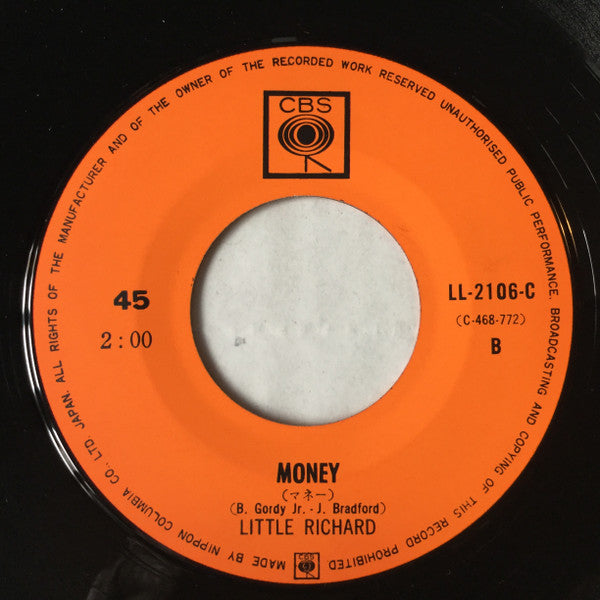 CBS
45
2:00
LL-2106-C
(C-468-772)
B
MONEY
(マネー)
(B. Gordy Jr. - J. Bradford)
LITTLE RICHARD
MADE BY NIPPON COLUMBIA CO., LTD. JAPAN. ALL RIGHTS OF THE MANUFACTURER AND OF THE OWNER OF THE RECORDED WORK RESERVED UNAUTHORISED PUBLIC PERFORMANCE, BROADCASTING AND COPYING OF THIS RECORD PROHIBITED
CBS